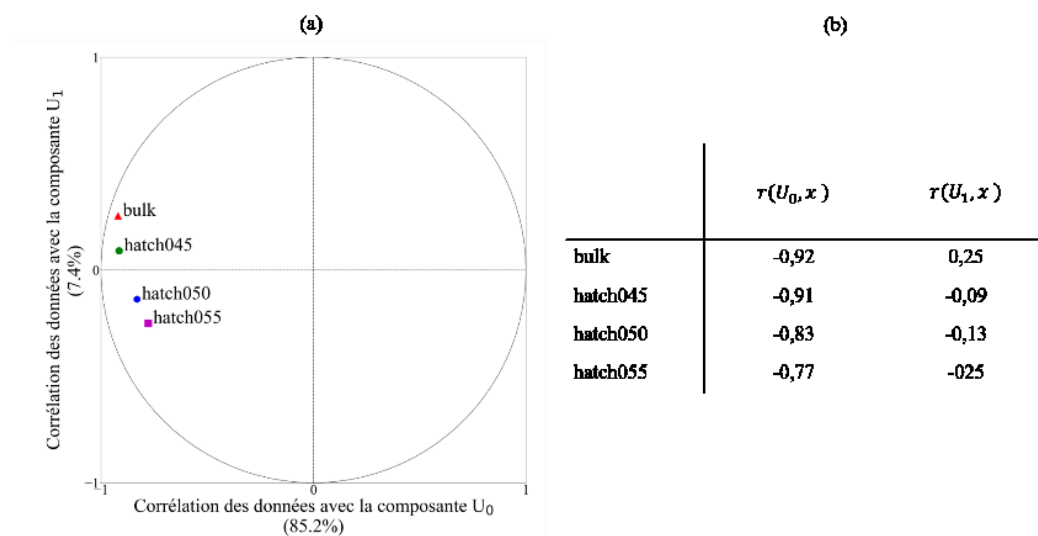 (a)
1
Corrélation des données avec la composante U1
(7.4%)
bulk
hatch045
0
hatch050
hatch055
−1
−1
0
1
Corrélation des données avec la composante U0
(85.2%)
(b)
r(U0, x) r(U1, x)
bulk -0,92 0,25
hatch045 -0,91 -0,09
hatch050 -0,83 -0,13
hatch055 -0,77 -025